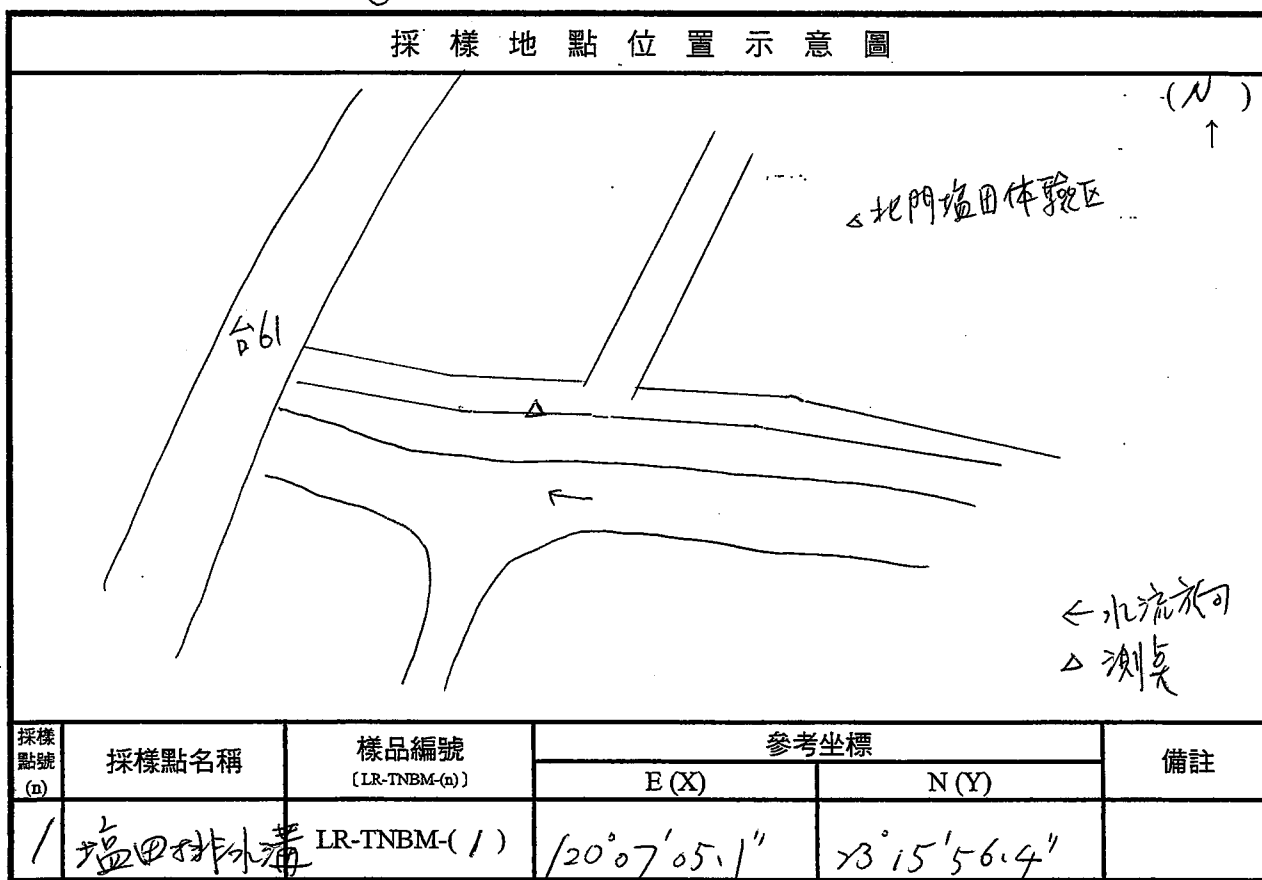 採樣地點位置示意圖
(N)
↑
△北門塩田体驗区
台61
← 水流方向
△ 測点
採樣點號(n) 採樣點名稱 樣品編號 [LR-TNBM-(n)] 參考坐標 E (X) N (Y) 備註
1 塩田排水溝 LR-TNBM-(1) 120°07'05.1" 23°15'56.4"